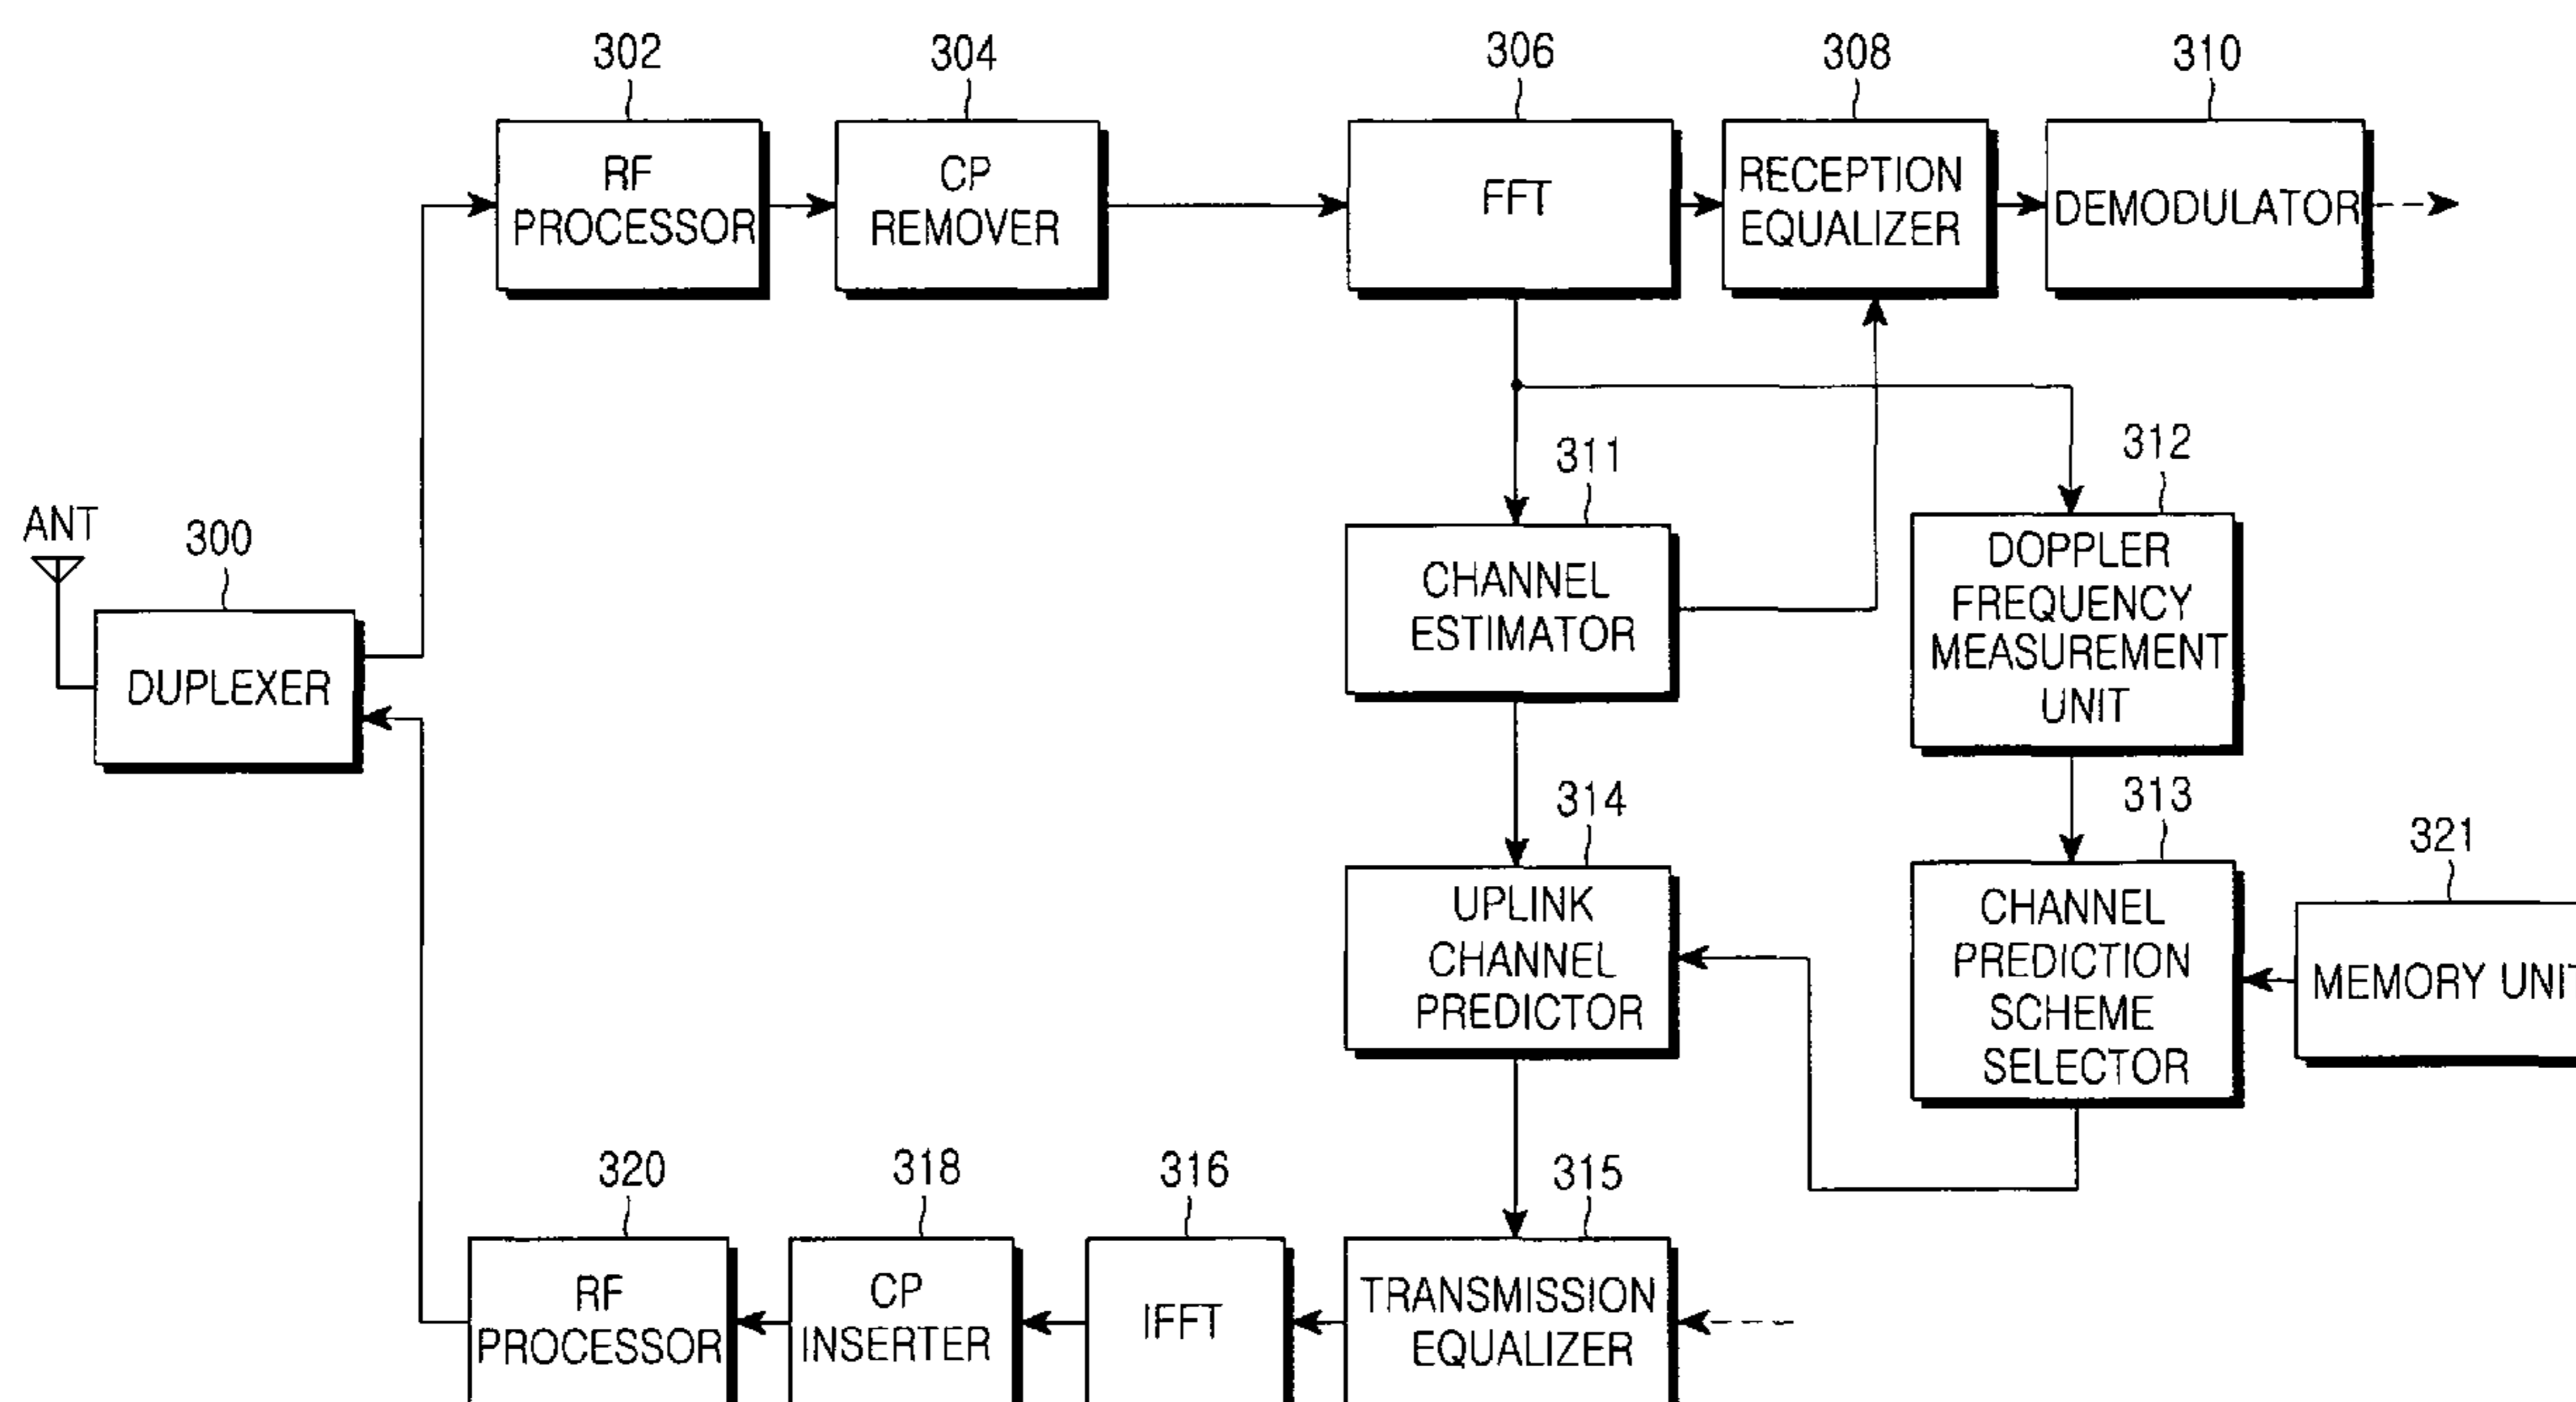 302
304
306
308
310
RF
PROCESSOR
CP
REMOVER
FFT
RECEPTION
EQUALIZER
DEMODULATOR
311
312
ANT
300
DUPLEXER
CHANNEL
ESTIMATOR
DOPPLER
FREQUENCY
MEASUREMENT
UNIT
314
313
321
UPLINK
CHANNEL
PREDICTOR
CHANNEL
PREDICTION
SCHEME
SELECTOR
MEMORY UNIT
320
318
316
315
RF
PROCESSOR
CP
INSERTER
IFFT
TRANSMISSION
EQUALIZER